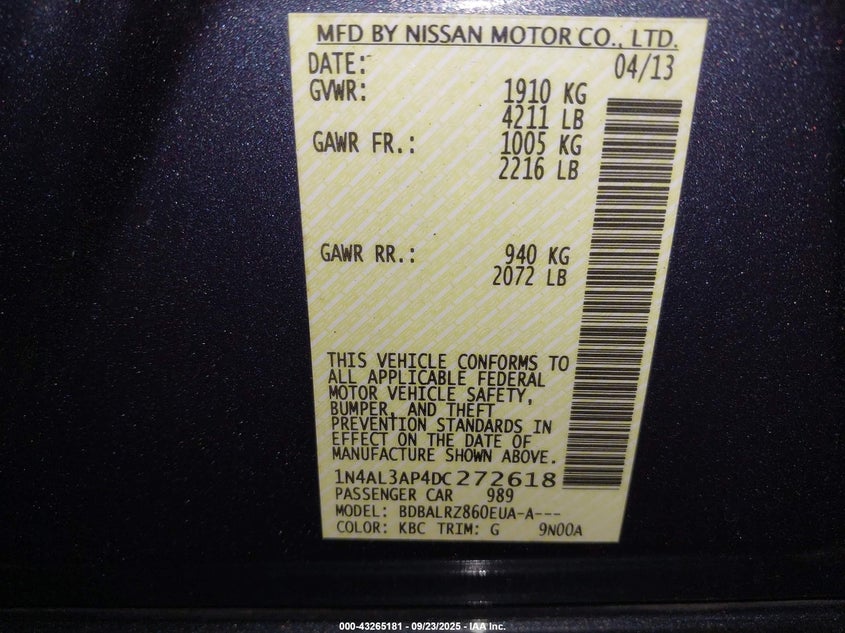 MFD BY NISSAN MOTOR CO., LTD.
DATE: 04/13
GVWR: 1910 KG
4211 LB
GAWR FR.: 1005 KG
2216 LB
GAWR RR.: 940 KG
2072 LB
THIS VEHICLE CONFORMS TO
ALL APPLICABLE FEDERAL
MOTOR VEHICLE SAFETY,
BUMPER, AND THEFT
PREVENTION STANDARDS IN
EFFECT ON THE DATE OF
MANUFACTURE SHOWN ABOVE.
1N4AL3AP4DC272618
PASSENGER CAR 989
MODEL: BDBALRZ860EUA-A---
COLOR: KBC TRIM: G 9N00A
000-43265181 - 09/23/2025 - IAA Inc.